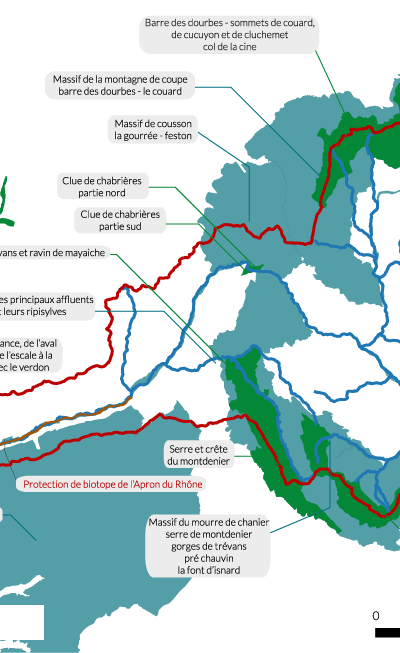 Barre des dourbes - sommets de couard,
de cucuyon et de cluchemet
col de la cine
Massif de la montagne de coupe
barre des dourbes - le couard
Massif de cousson
la gourrée - feston
Clue de chabrières
partie nord
Clue de chabrières
partie sud
vans et ravin de mayaiche
es principaux affluents
t leurs ripisylves
ance, de l'aval
e l'escale à la
ec le verdon
Serre et crête
du montdenier
Protection de biotope de l'Apron du Rhône
Massif du mourre de chanier
serre de montdenier
gorges de trévans
pré chauvin
la font d'isnard
0